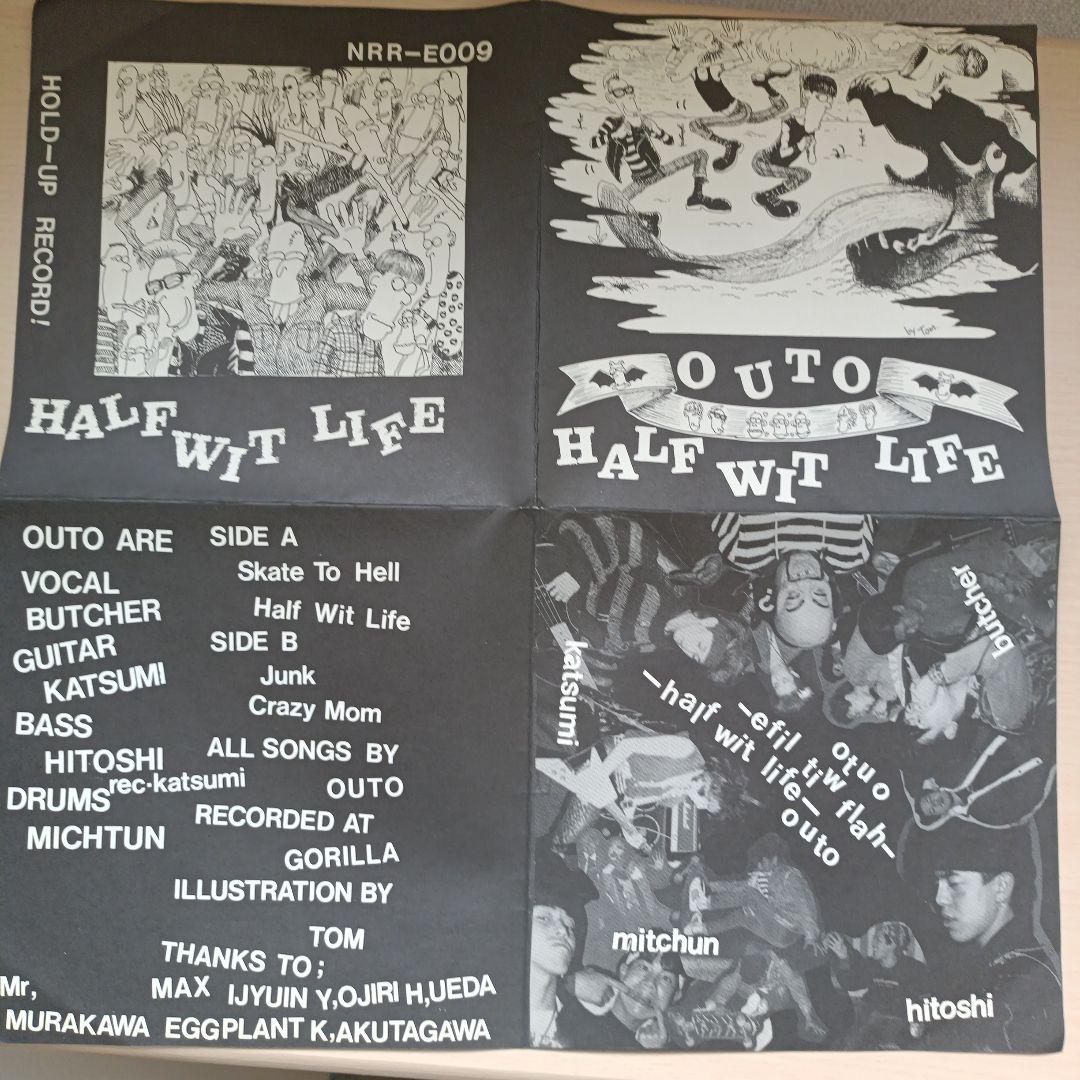 NRR-E009
HOLD-UP RECORD!
HALF WIT LIFE
by Tom
OUTO
HALF WIT LIFE
OUTO ARE
VOCAL
BUTCHER
GUITAR
KATSUMI
BASS
HITOSHI
rec·katsumi
DRUMS
MICHTUN
SIDE A
Skate To Hell
Half Wit Life
SIDE B
Junk
Crazy Mom
ALL SONGS BY
OUTO
RECORDED AT
GORILLA
ILLUSTRATION BY
TOM
THANKS TO;
Mr, MAX IJYUIN Y,OJIRI H,UEDA
MURAKAWA EGGPLANT K,AKUTAGAWA
butcher
katsumi
-half wit life-
outo
-half wit life-
outo
mitchun
hitoshi